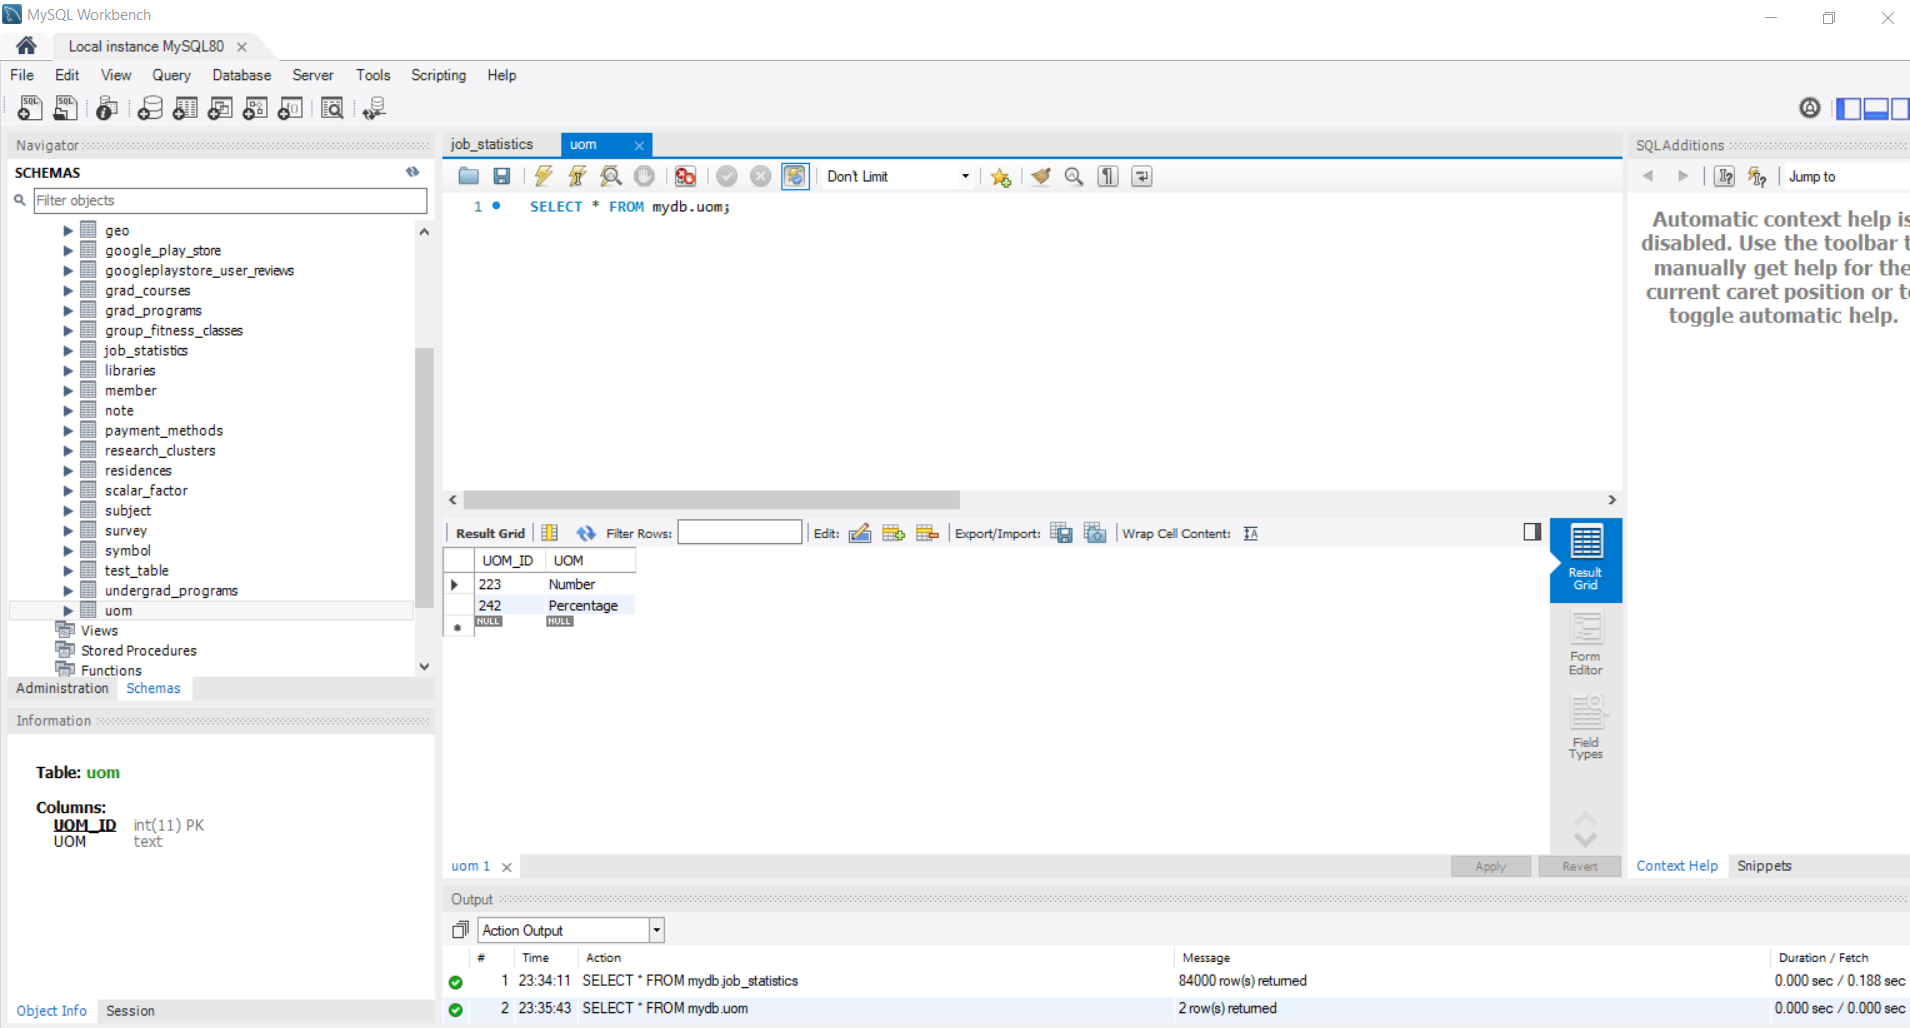 MySQL Workbench
Local instance MySQL80
File Edit View Query Database Server Tools Scripting Help
Navigator
SCHEMAS
Filter objects
geo
google_play_store
googleplaystore_user_reviews
grad_courses
grad_programs
group_fitness_classes
job_statistics
libraries
member
note
payment_methods
research_clusters
residences
scalar_factor
subject
survey
symbol
test_table
undergrad_programs
uom
Views
Stored Procedures
Functions
Administration Schemas
Information
Table: uom
Columns:
UOM_ID int(11) PK
UOM text
Object Info Session
job_statistics uom
Don't Limit
1 SELECT * FROM mydb.uom;
Result Grid Filter Rows: Edit: Export/Import: Wrap Cell Content:
UOM_ID UOM
223 Number
242 Percentage
NULL NULL
Result
Grid
Form
Editor
Field
Types
uom 1
Apply Revert
SQLAdditions
Jump to
Automatic context help is
disabled. Use the toolbar t
manually get help for the
current caret position or t
toggle automatic help.
Context Help Snippets
Output
Action Output
# Time Action Message Duration / Fetch
1 23:34:11 SELECT * FROM mydb.job_statistics 84000 row(s) returned 0.000 sec / 0.188 sec
2 23:35:43 SELECT * FROM mydb.uom 2 row(s) returned 0.000 sec / 0.000 sec